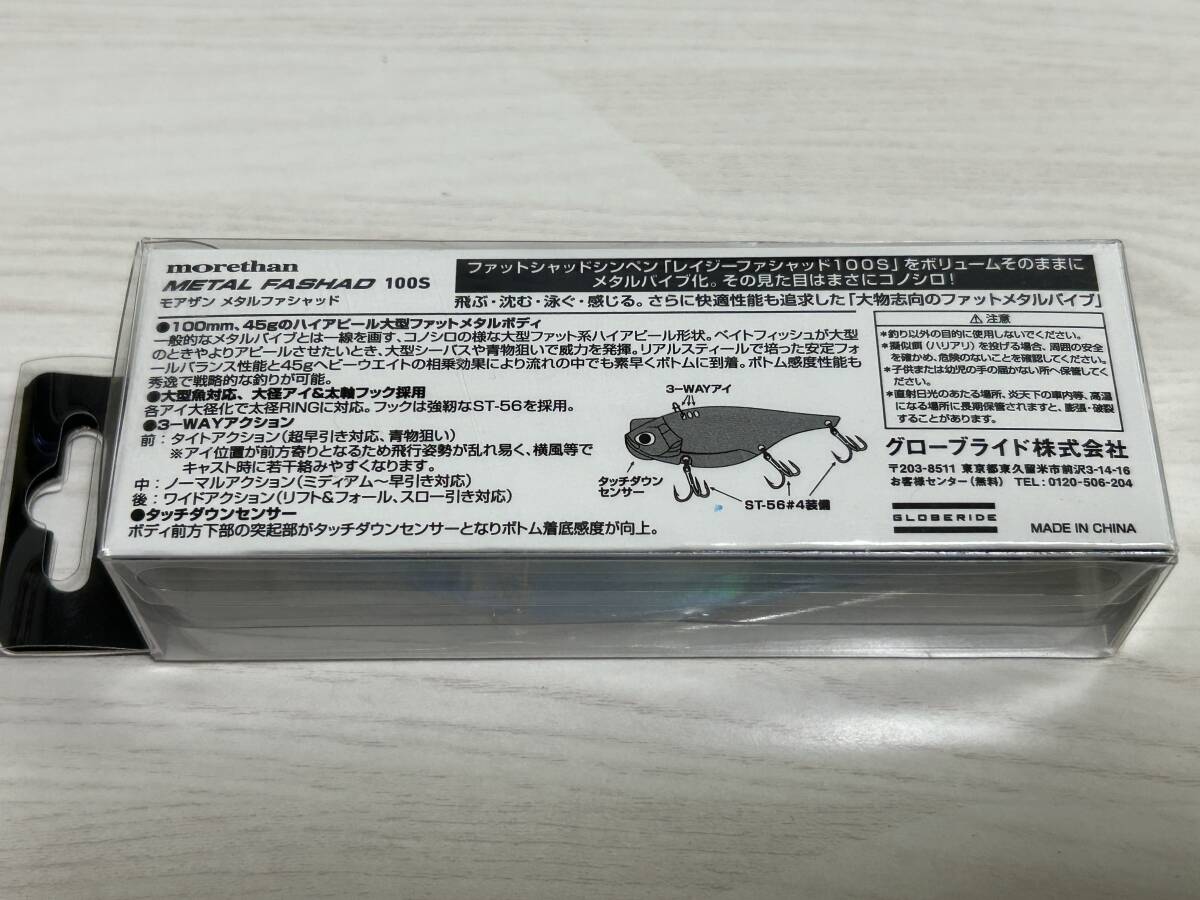 morethan
METAL FASHAD 100S
モアザン メタルファシャッド
ファットシャッドシンペン「レイジーファシャッド100S」をボリュームそのままに
メタルバイブ化。その見た目はまさにコノシロ!
飛ぶ・沈む・泳ぐ・感じる。さらに快適性能も追求した「大物志向のファットメタルバイブ」
●100mm、45gのハイアピール大型ファットメタルボディ
一般的なメタルバイブとは一線を画す、コノシロの様な大型ファット系ハイアピール形状。ベイトフィッシュが大型
のときやよりアピールさせたいとき、大型シーバスや青物狙いで威力を発揮。リアルスティールで培った安定フォ
ールバランス性能と45gヘビーウエイトの相乗効果により流れの中でも素早くボトムに到着。ボトム感度性能も
秀逸で戦略的な釣りが可能。
●大型魚対応、大径アイ&太軸フック採用
各アイ大径化で太径RINGに対応。フックは強靭なST-56を採用。
●3-WAYアクション
前:タイトアクション(超早引き対応、青物狙い)
※アイ位置が前方寄りとなるため飛行姿勢が乱れ易く、横風等で
キャスト時に若干絡みやすくなります。
中:ノーマルアクション(ミディアム~早引き対応)
後:ワイドアクション(リフト&フォール、スロー引き対応)
●タッチダウンセンサー
ボディ前方下部の突起部がタッチダウンセンサーとなりボトム着底感度が向上。
3-WAYアイ
タッチダウン
センサー
ST-56#4装備
⚠注意
*釣り以外の目的に使用しないでください。
*擬似餌(ハリアリ)を投げる場合、周囲の安全
を確かめ、危険のないことを確認してください。
*子供または幼児の手の届かない所へ保管してく
ださい。
*直射日光のあたる場所、炎天下の車内等、高温
になる場所に長期保管されますと、膨張・破裂
することがあります。
グローブライド株式会社
〒203-8511 東京都東久留米市前沢3-14-16
お客様センター(無料) TEL:0120-506-204
GLOBERIDE
MADE IN CHINA